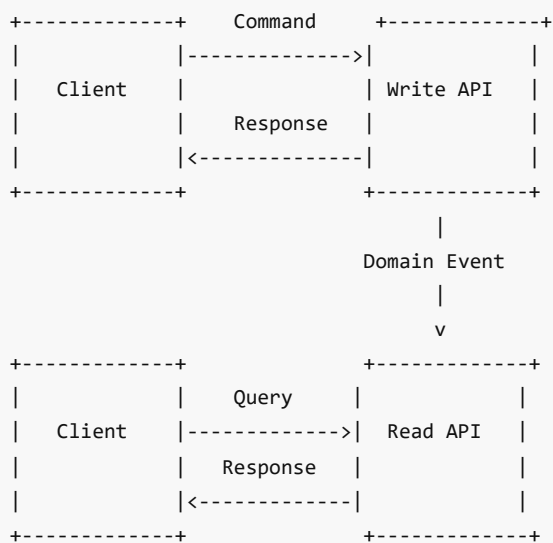 Command
Client Write API
Response
Domain Event
v
Query
Client Read API
Response